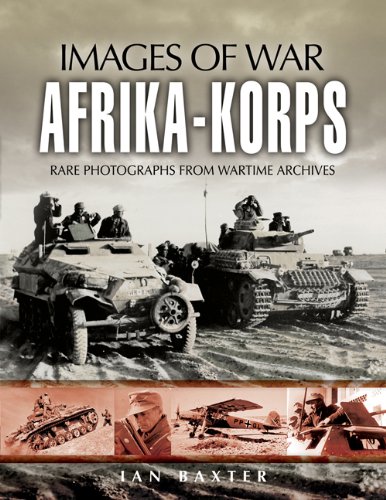 IMAGES OF WAR
AFRIKA-KORPS
RARE PHOTOGRAPHS FROM WARTIME ARCHIVES
IAN BAXTER